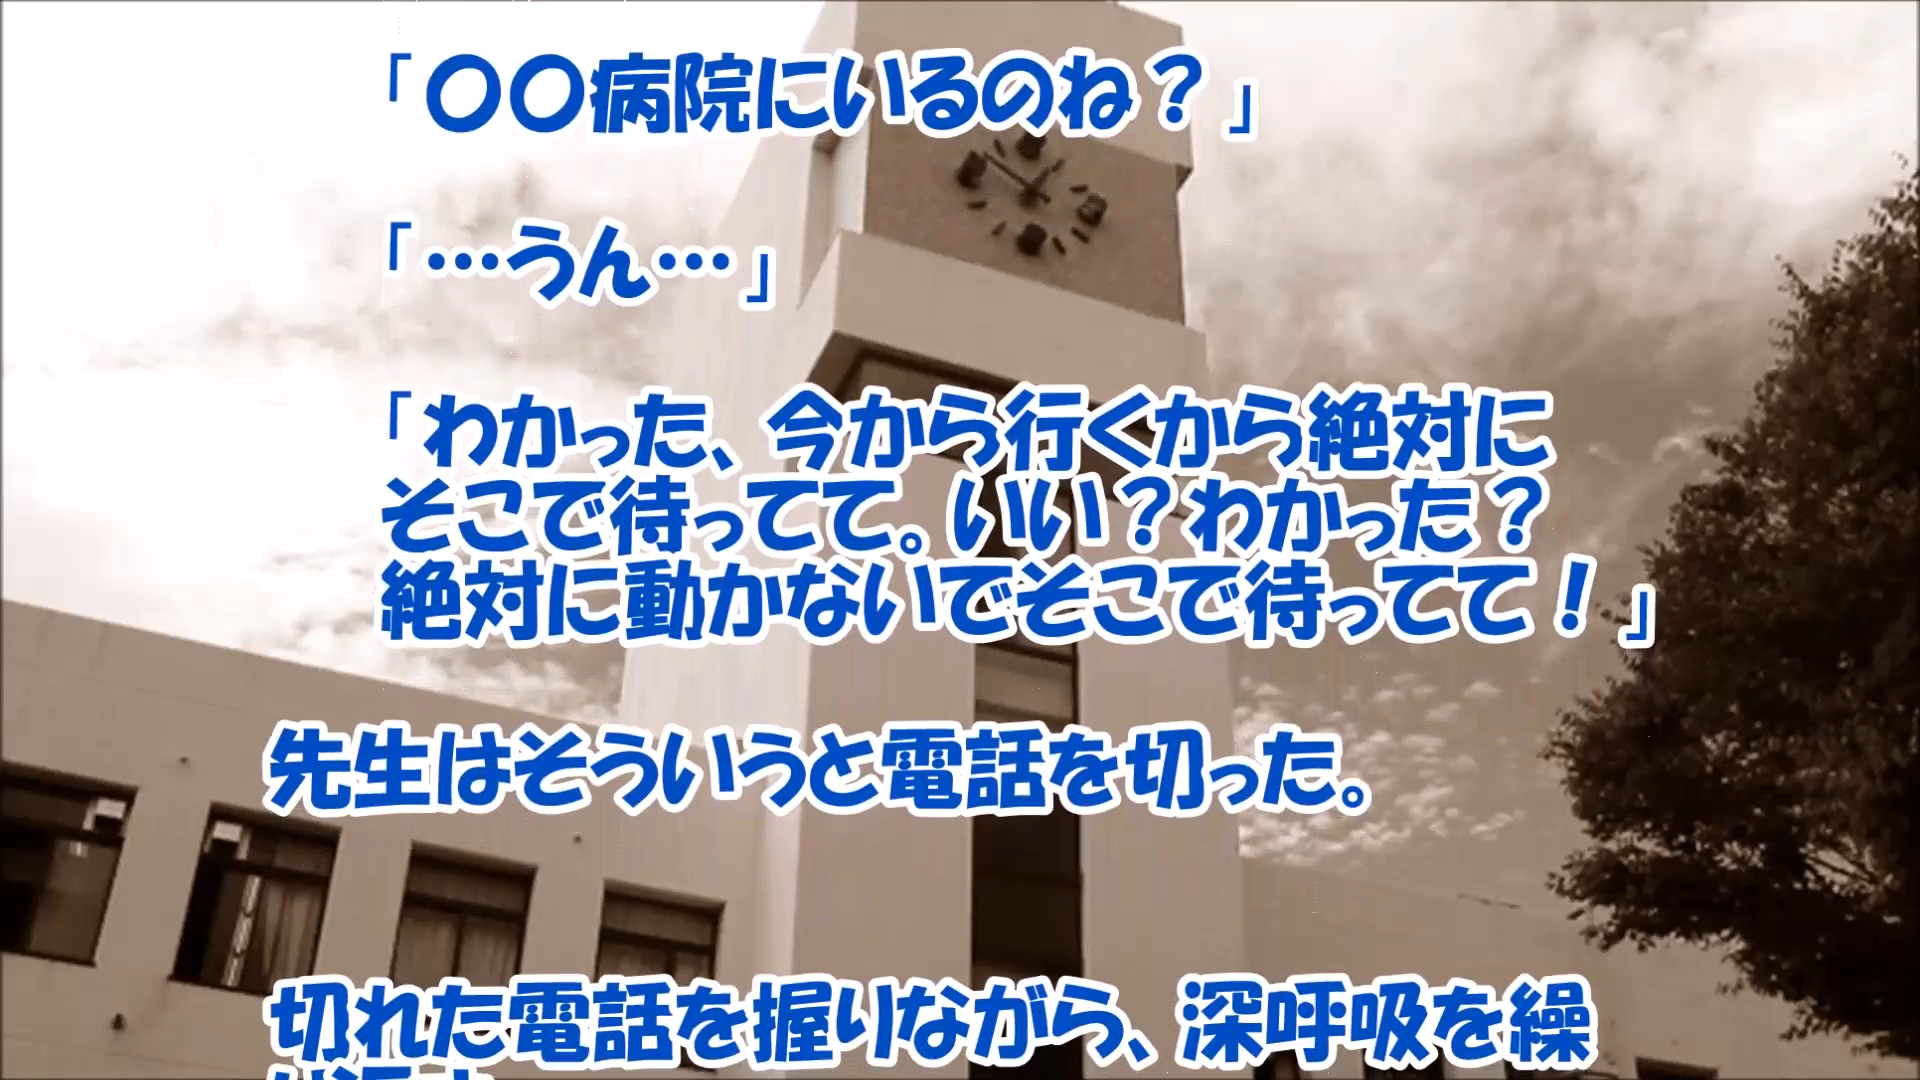 「〇〇病院にいるのね？」
「…うん…」
「わかった、今から行くから絶対に
そこで待ってて。いい？わかった？
絶対に動かないでそこで待ってて！」
先生はそういうと電話を切った。
切れた電話を握りながら、深呼吸を繰